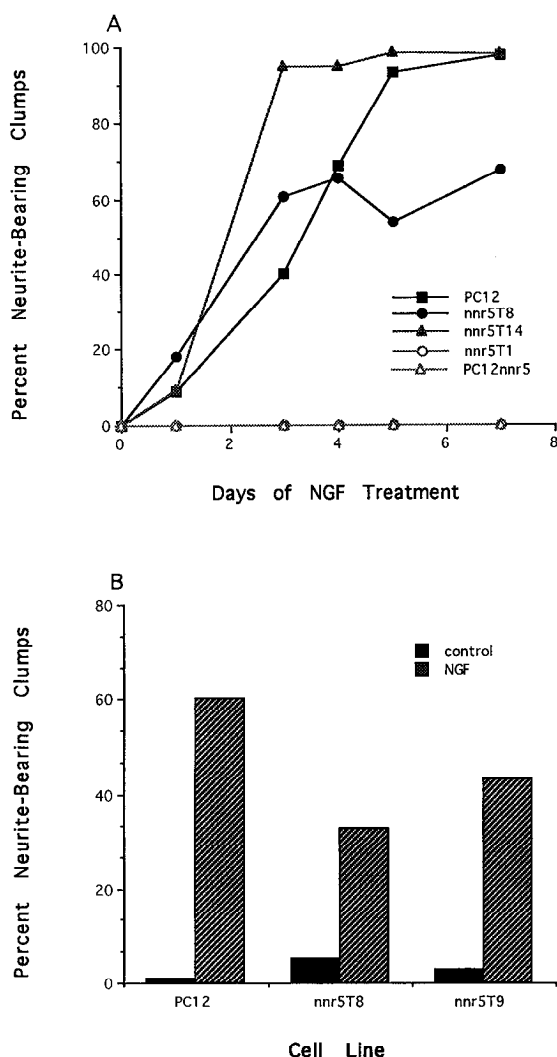 A
Percent Neurite-Bearing Clumps
100
80
60
40
20
0
0 2 4 6 8
PC12
nnr5T8
nnr5T14
nnr5T1
PC12nnr5
Days of NGF Treatment
B
Percent Neurite-Bearing Clumps
80
60
40
20
0
control
NGF
PC12 nnr5T8 nnr5T9
Cell Line